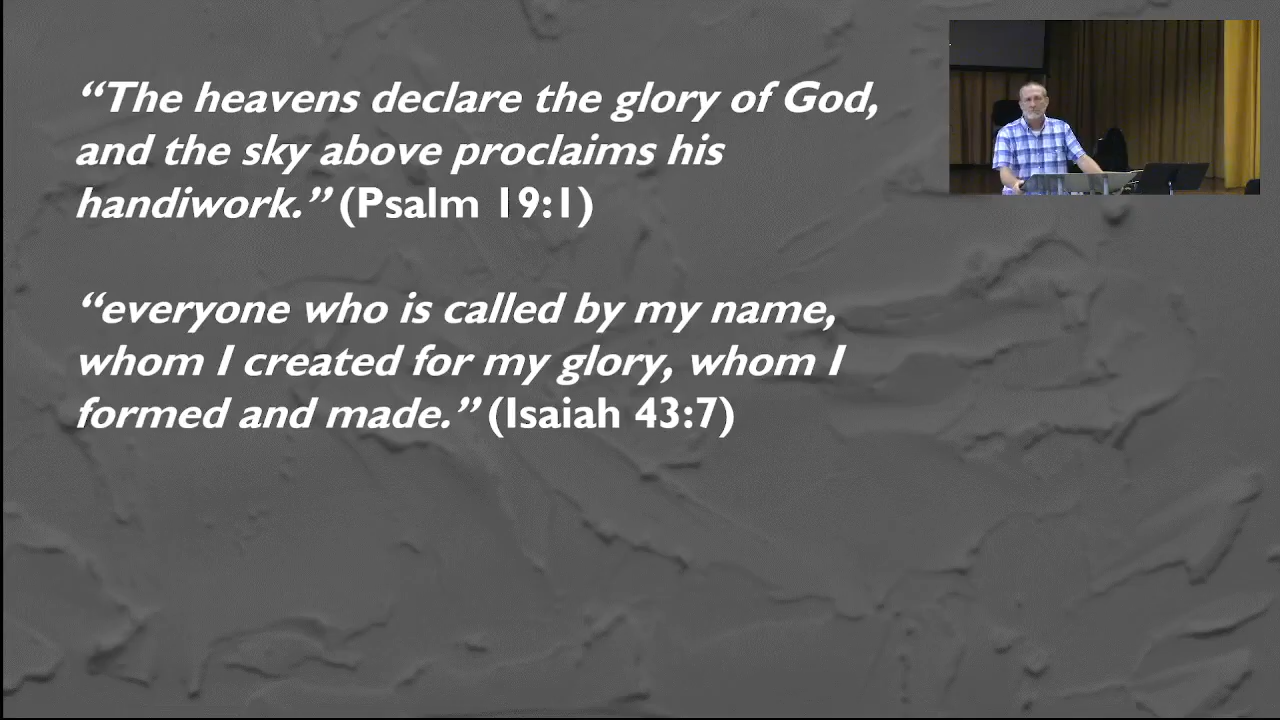 “The heavens declare the glory of God,
and the sky above proclaims his
handiwork.” (Psalm 19:1)
“everyone who is called by my name,
whom I created for my glory, whom I
formed and made.” (Isaiah 43:7)